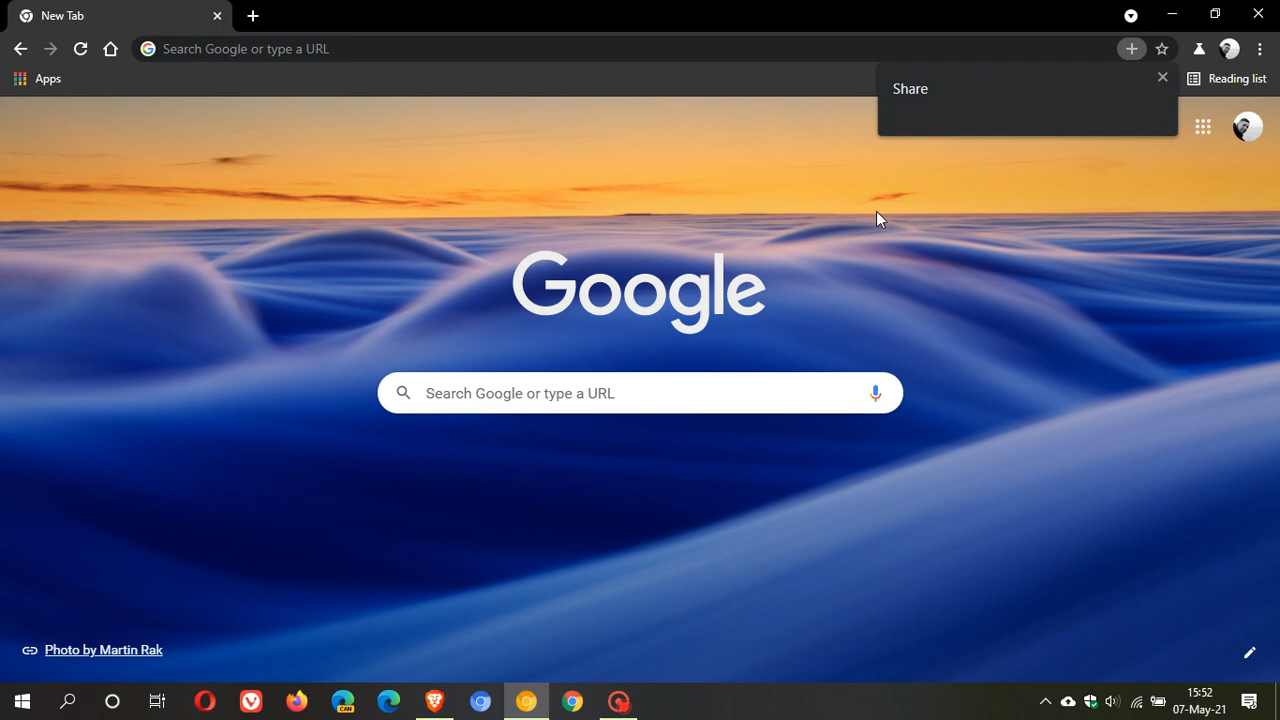 New Tab
Search Google or type a URL
Apps
Reading list
Share
Google
Search Google or type a URL
Photo by Martin Rak
CAN
15:52
07-May-21